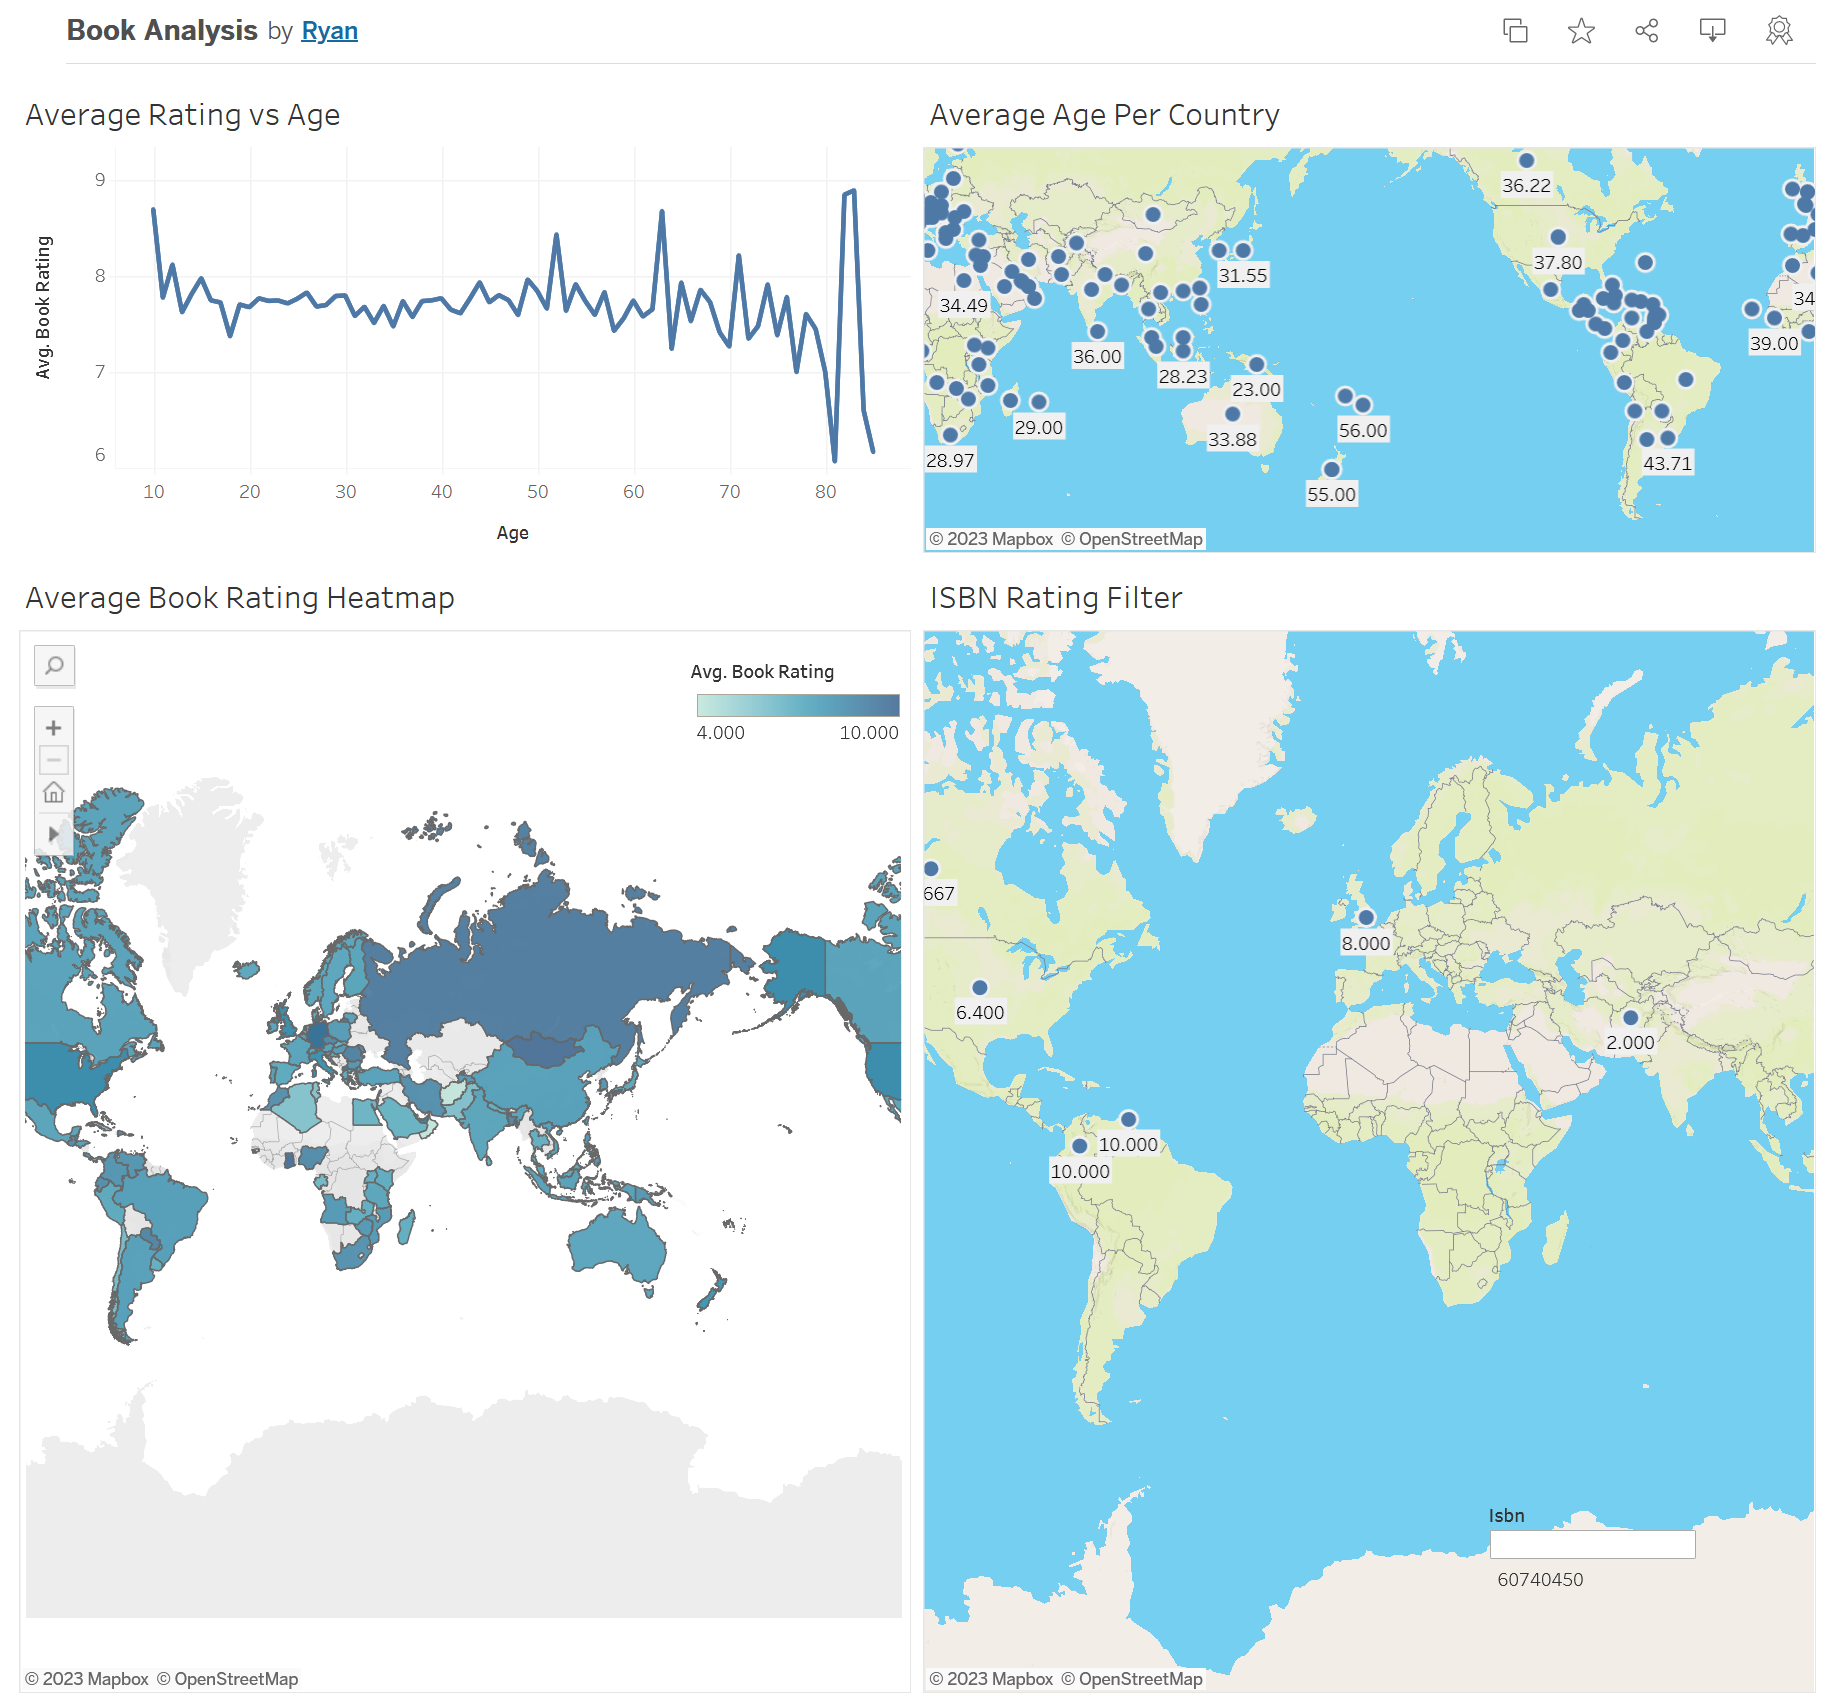 Book Analysis by Ryan
Average Rating vs Age
Avg. Book Rating
9
8
7
6
10 20 30 40 50 60 70 80
Age
Average Age Per Country
36.22
37.80
31.55
34.49
34
39.00
36.00
28.23
23.00
29.00
33.88
56.00
28.97
43.71
55.00
© 2023 Mapbox © OpenStreetMap
Average Book Rating Heatmap
Avg. Book Rating
4.000 10.000
© 2023 Mapbox © OpenStreetMap
ISBN Rating Filter
667
8.000
6.400
2.000
10.000
10.000
Isbn
60740450
© 2023 Mapbox © OpenStreetMap